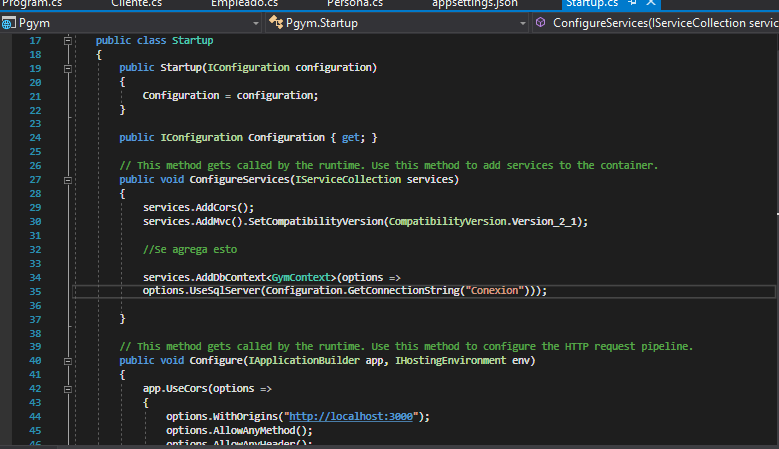 Program.cs Cliente.cs Empleado.cs Persona.cs appsettings.json Startup.cs
Pgym Pgym.Startup ConfigureServices(IServiceCollection servic
17 public class Startup
18 {
19 public Startup(IConfiguration configuration)
20 {
21 Configuration = configuration;
22 }
23
24 public IConfiguration Configuration { get; }
25
26 // This method gets called by the runtime. Use this method to add services to the container.
27 public void ConfigureServices(IServiceCollection services)
28 {
29 services.AddCors();
30 services.AddMvc().SetCompatibilityVersion(CompatibilityVersion.Version_2_1);
31
32 //Se agrega esto
33
34 services.AddDbContext<GymContext>(options =>
35 options.UseSqlServer(Configuration.GetConnectionString("Conexion")));
36
37 }
38
39 // This method gets called by the runtime. Use this method to configure the HTTP request pipeline.
40 public void Configure(IApplicationBuilder app, IHostingEnvironment env)
41 {
42 app.UseCors(options =>
43 {
44 options.WithOrigins("http://localhost:3000");
45 options.AllowAnyMethod();
46 options.AllowAnyHeader();